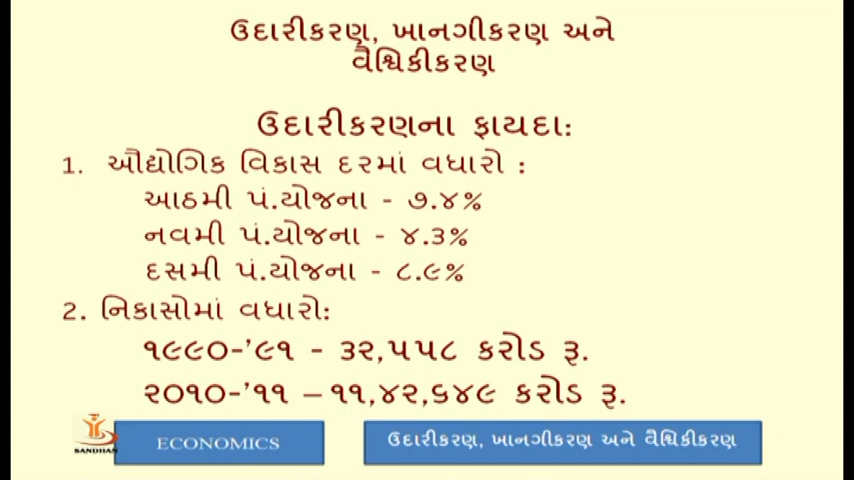 ઉદારીકરણ, ખાનગીકરણ અને
વૈશ્વિકીકરણ
ઉદારીકરણના ફાયદા:
1. ઔદ્યોગિક વિકાસ દરમાં વધારો :
આઠમી પં.યોજના - ૭.૪%
નવમી પં.યોજના - ૪.૩%
દસમી પં.યોજના - ૮.૯%
2. નિકાસોમાં વધારો:
૧૯૯૦-'૯૧ - ૩૨,૫૫૮ કરોડ રૂ.
૨૦૧૦-'૧૧ – ૧૧,૪૨,૬૪૯ કરોડ રૂ.
SANDHAN
ECONOMICS
ઉદારીકરણ, ખાનગીકરણ અને વૈશ્વિકીકરણ